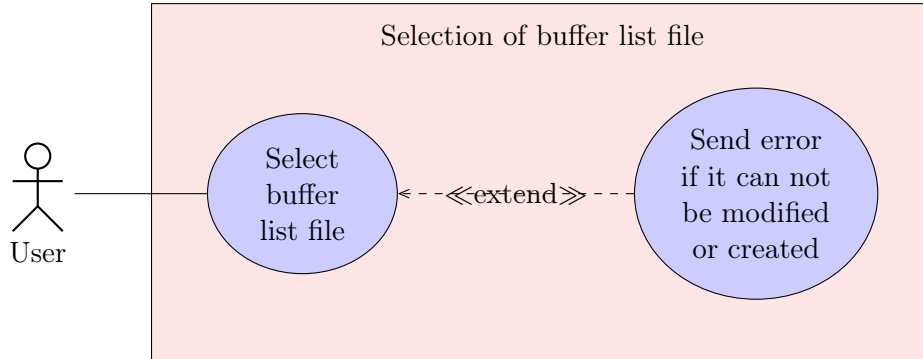 Selection of buffer list file
Select
buffer
list file
≪extend≫
Send error
if it can not
be modified
or created
User